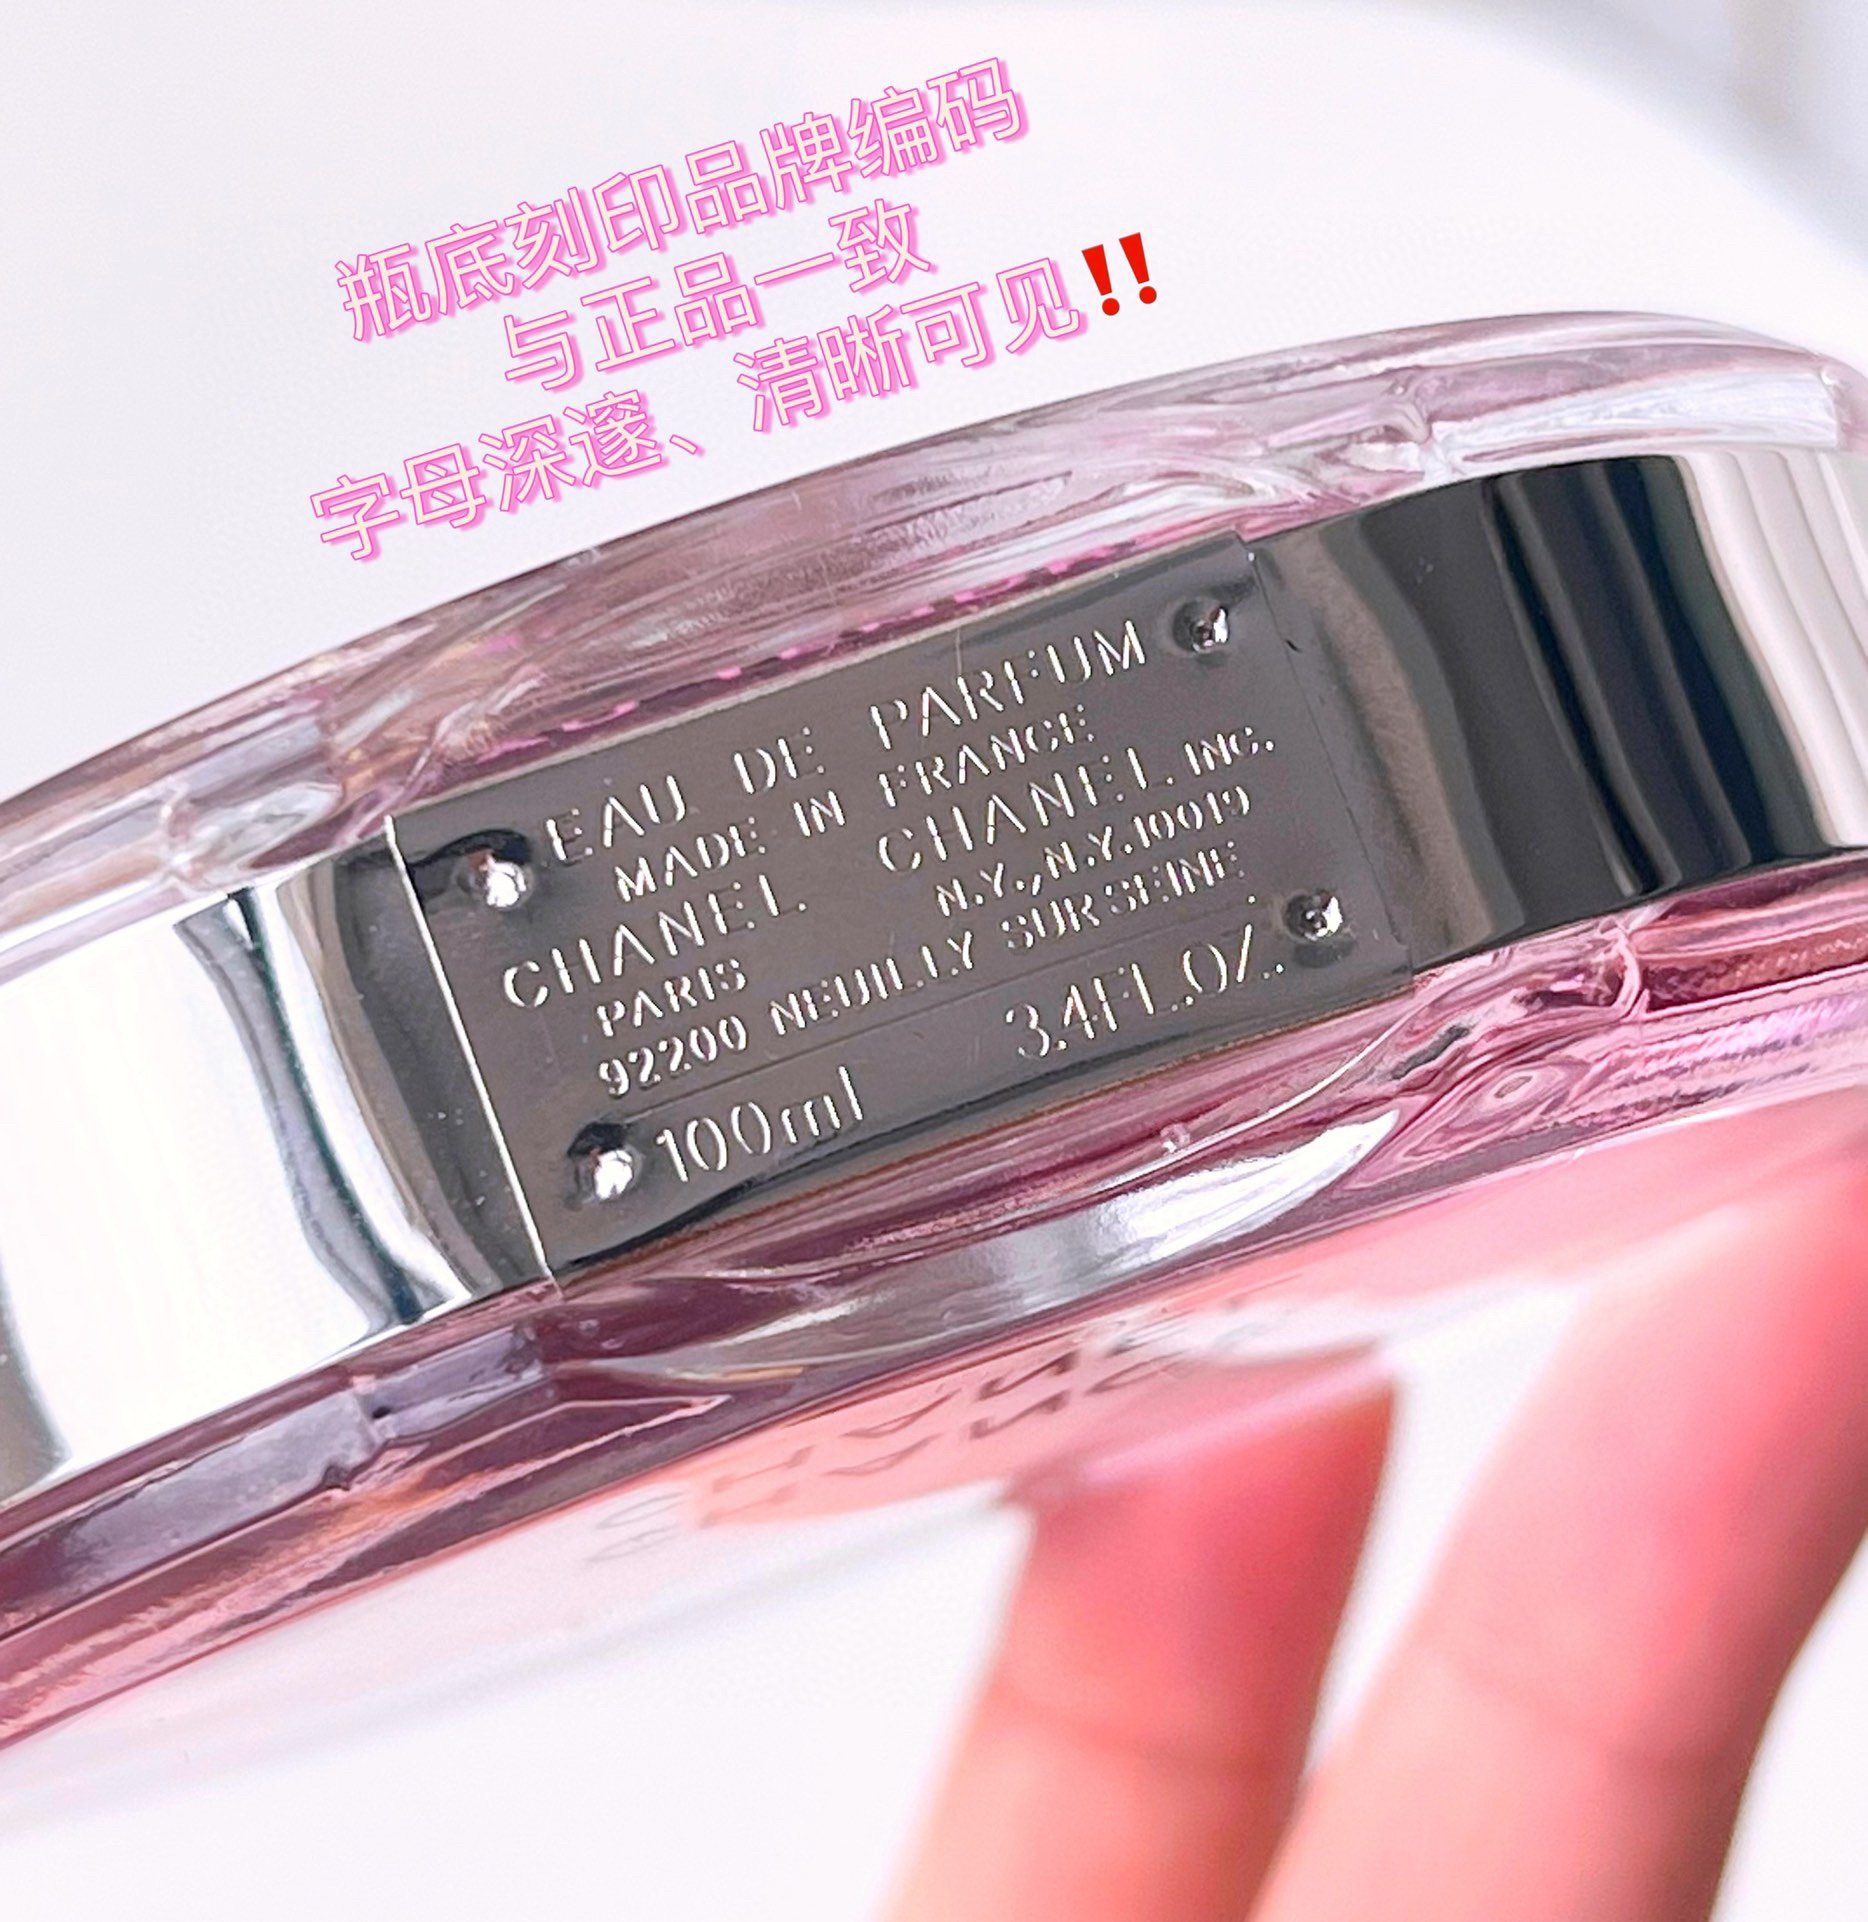 瓶底刻印品牌编码
与正品一致
字母深邃、清晰可见‼️
EAU DE PARFUM
MADE IN FRANCE
CHANEL CHANEL INC.
PARIS N.Y., N.Y.10019
92200 NEUILLY SUR SEINE
100ml 3.4FL.OZ.